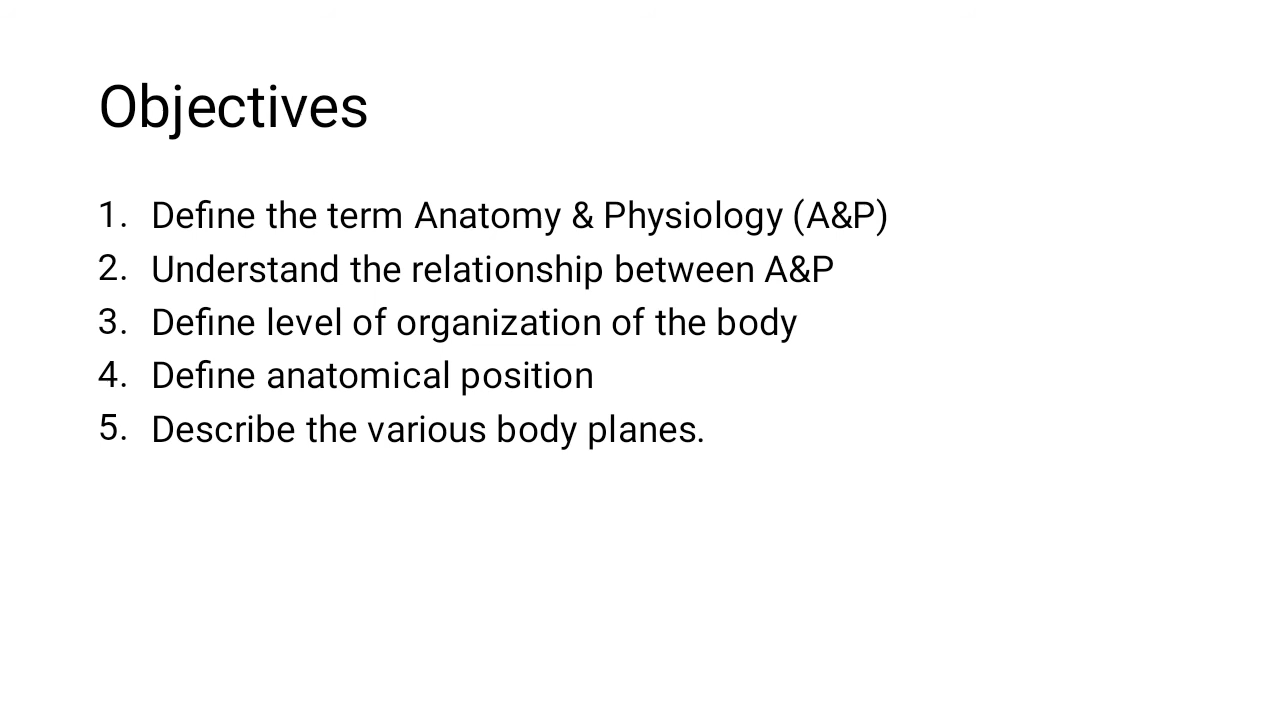 Objectives
1. Define the term Anatomy & Physiology (A&P)
2. Understand the relationship between A&P
3. Define level of organization of the body
4. Define anatomical position
5. Describe the various body planes.